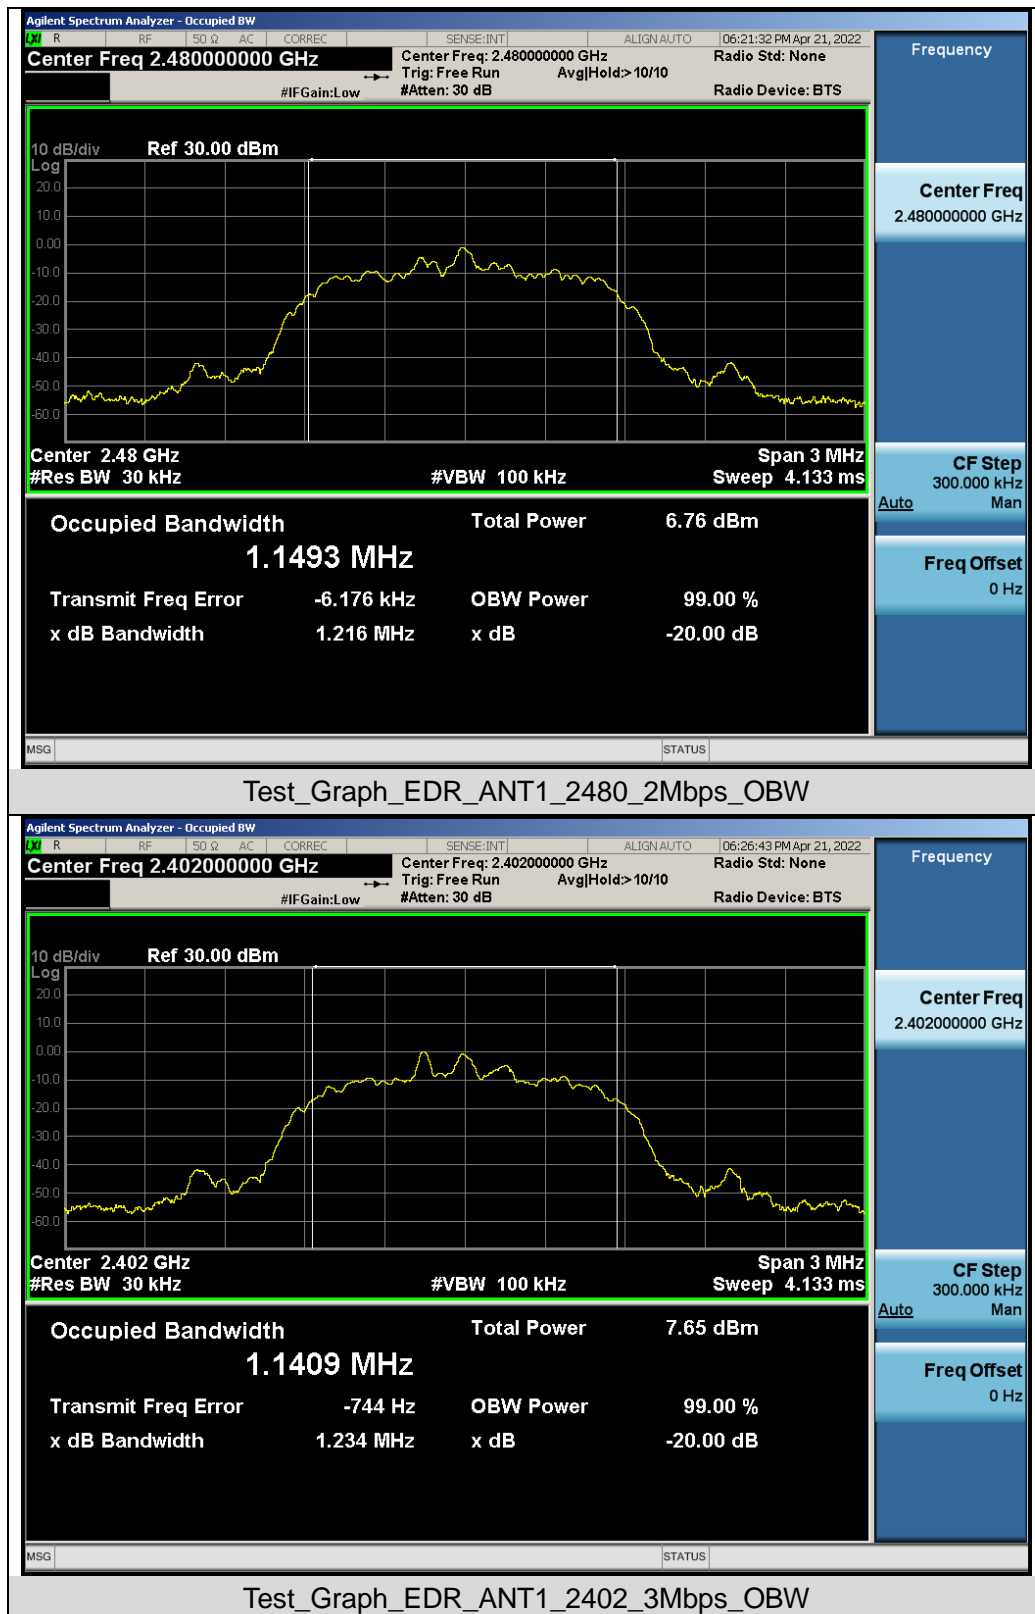 Agilent Spectrum Analyzer - Occupied BW
LXI R RF 50 Ω AC CORREC SENSE:INT ALIGN AUTO 06:21:32 PM Apr 21, 2022
Center Freq 2.480000000 GHz
Center Freq: 2.480000000 GHz
Radio Std: None
Trig: Free Run Avg|Hold:> 10/10
#IFGain:Low
#Atten: 30 dB
Radio Device: BTS
Frequency
10 dB/div Ref 30.00 dBm
Log
20.0
10.0
0.00
-10.0
-20.0
-30.0
-40.0
-50.0
-60.0
Center 2.48 GHz Span 3 MHz
#Res BW 30 kHz #VBW 100 kHz Sweep 4.133 ms
Center Freq
2.480000000 GHz
CF Step
300.000 kHz
Auto Man
Freq Offset
0 Hz
Occupied Bandwidth Total Power 6.76 dBm
1.1493 MHz
Transmit Freq Error -6.176 kHz OBW Power 99.00 %
x dB Bandwidth 1.216 MHz x dB -20.00 dB
MSG STATUS
Test_Graph_EDR_ANT1_2480_2Mbps_OBW
Agilent Spectrum Analyzer - Occupied BW
LXI R RF 50 Ω AC CORREC SENSE:INT ALIGN AUTO 06:26:43 PM Apr 21, 2022
Center Freq 2.402000000 GHz
Center Freq: 2.402000000 GHz
Radio Std: None
Trig: Free Run Avg|Hold:> 10/10
#IFGain:Low
#Atten: 30 dB
Radio Device: BTS
Frequency
10 dB/div Ref 30.00 dBm
Log
20.0
10.0
0.00
-10.0
-20.0
-30.0
-40.0
-50.0
-60.0
Center 2.402 GHz Span 3 MHz
#Res BW 30 kHz #VBW 100 kHz Sweep 4.133 ms
Center Freq
2.402000000 GHz
CF Step
300.000 kHz
Auto Man
Freq Offset
0 Hz
Occupied Bandwidth Total Power 7.65 dBm
1.1409 MHz
Transmit Freq Error -744 Hz OBW Power 99.00 %
x dB Bandwidth 1.234 MHz x dB -20.00 dB
MSG STATUS
Test_Graph_EDR_ANT1_2402_3Mbps_OBW